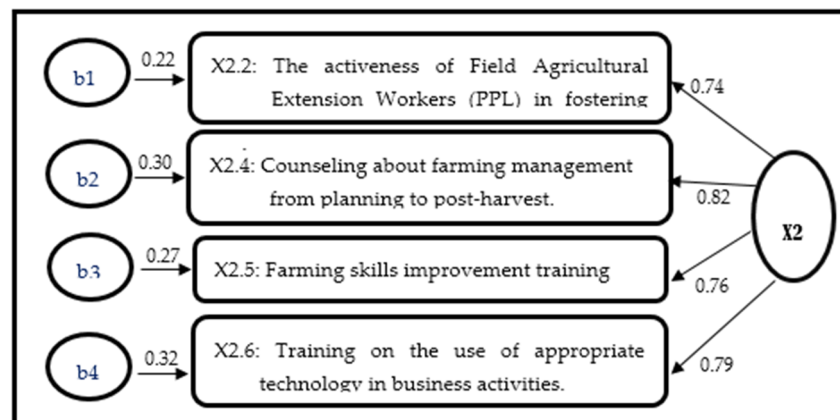 b1
0.22
X2.2: The activeness of Field Agricultural
Extension Workers (PPL) in fostering
0.74
b2
0.30
X2.4: Counseling about farming management
from planning to post-harvest.
0.82
X2
b3
0.27
X2.5: Farming skills improvement training
0.76
b4
0.32
X2.6: Training on the use of appropriate
technology in business activities.
0.79